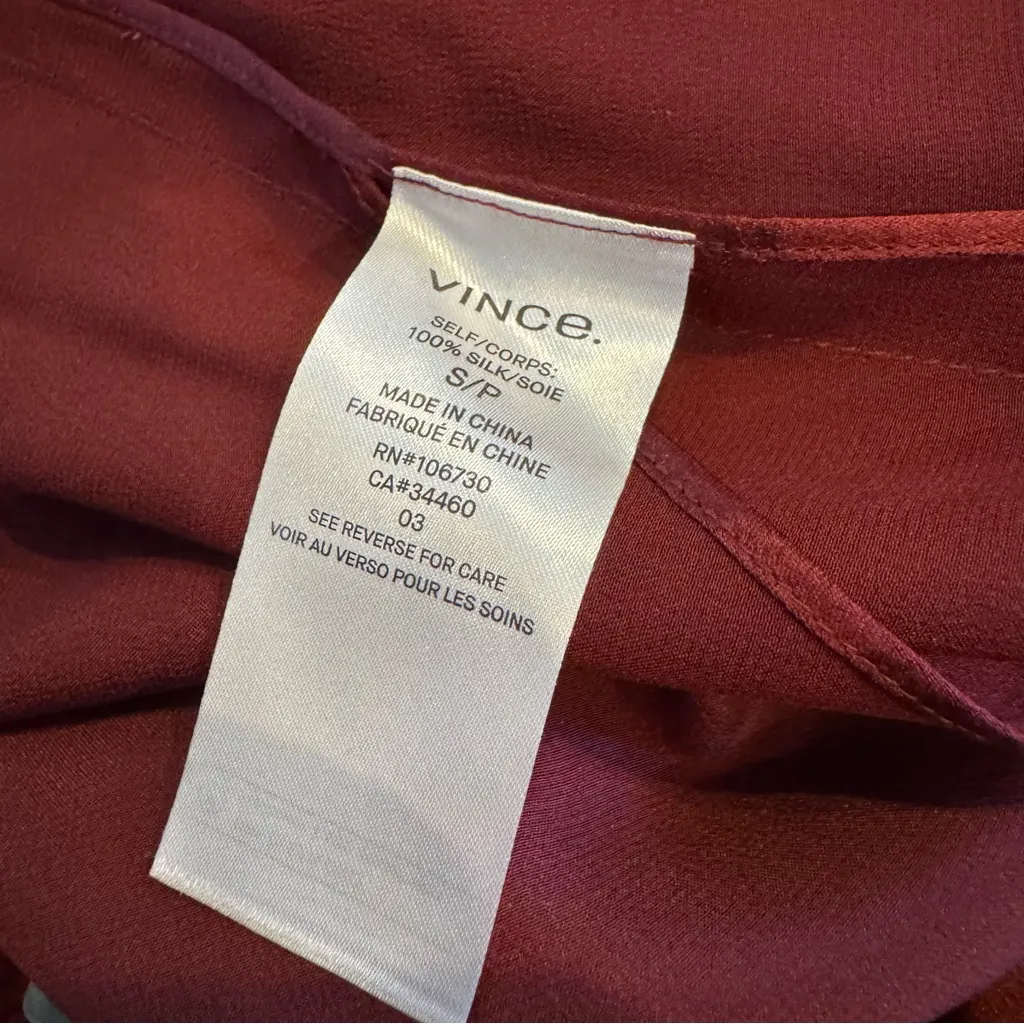 VINCe.
SELF/CORPS:
100% SILK/SOIE
S/P
MADE IN CHINA
FABRIQUÉ EN CHINE
RN#106730
CA#34460
03
SEE REVERSE FOR CARE
VOIR AU VERSO POUR LES SOINS